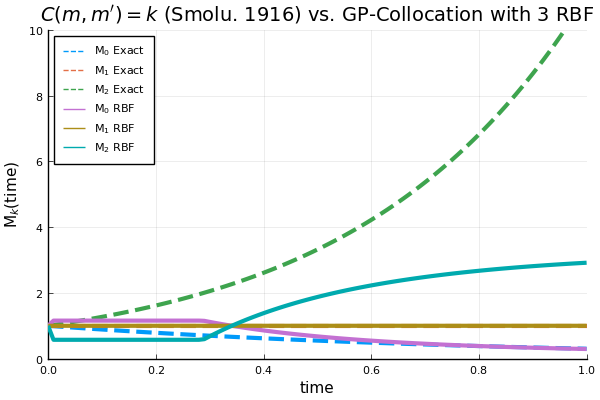 C(m, m′) = k (Smolu. 1916) vs. GP-Collocation with 3 RBF
M₀ Exact
M₁ Exact
M₂ Exact
M₀ RBF
M₁ RBF
M₂ RBF
Mₖ(time)
10
8
6
4
2
0
0.0 0.2 0.4 0.6 0.8 1.0
time